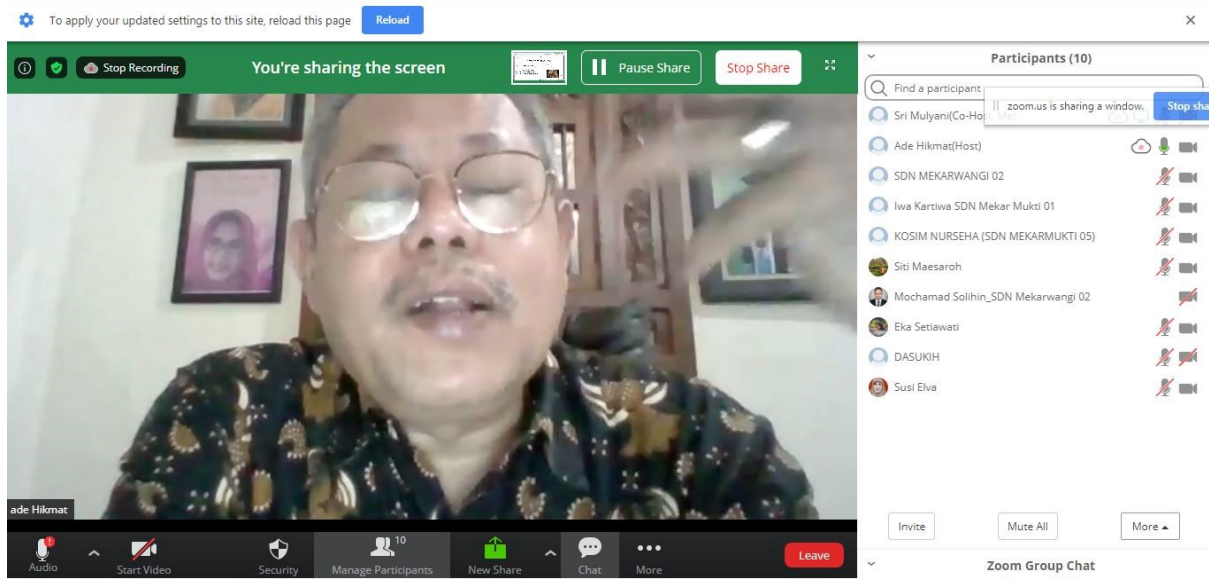 To apply your updated settings to this site, reload this page Reload
Stop Recording You're sharing the screen Pause Share Stop Share
ade Hikmat
Audio Start Video Security Manage Participants 10 New Share Chat More Leave
Participants (10)
Find a participant
zoom.us is sharing a window. Stop sha
Sri Mulyani(Co-Ho
Ade Hikmat(Host)
SDN MEKARWANGI 02
Iwa Kartiwa SDN Mekar Mukti 01
KOSIM NURSEHA (SDN MEKARMUKTI 05)
Siti Maesaroh
Mochamad Solihin_SDN Mekarwangi 02
Eka Setiawati
DASUKIH
Susi Elva
Invite Mute All More
Zoom Group Chat